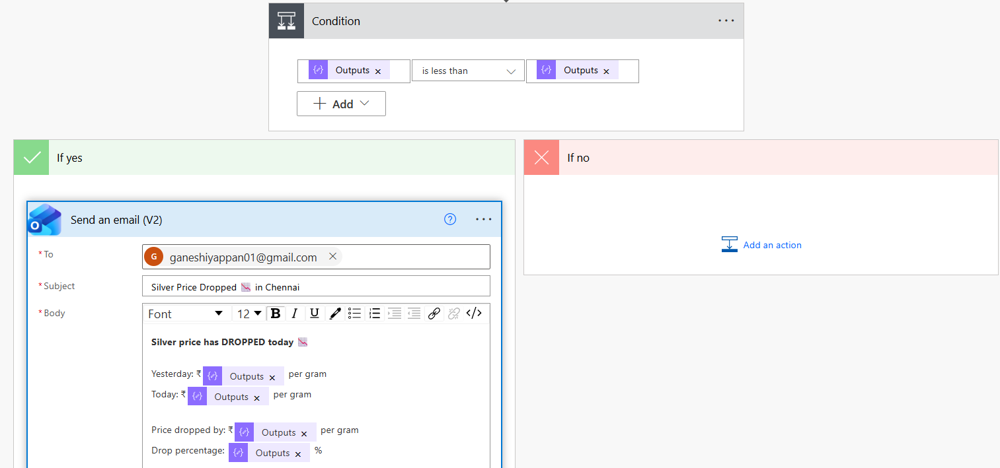 Condition
Outputs × is less than Outputs ×
+ Add
If yes
If no
Send an email (V2)
Add an action
* To
G ganeshiyappan01@gmail.com ×
* Subject
Silver Price Dropped 📉 in Chennai
* Body
Font 12 B I U </>
Silver price has DROPPED today 📉
Yesterday: ₹ Outputs × per gram
Today: ₹ Outputs × per gram
Price dropped by: ₹ Outputs × per gram
Drop percentage: Outputs × %